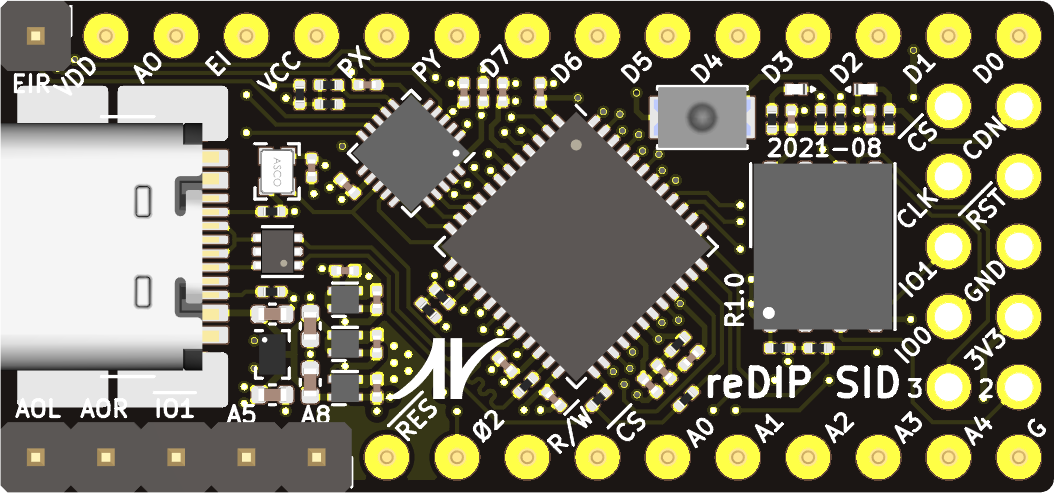 EIR
VDD
AO
EI
VCC
PX
PY
D7
D6
D5
D4
D3
D2
D1
D0
ASCO
2021-08
CS
CDN
CLK
RST
IO1
GND
R1.0
IO0
3V3
reDIP SID
3
2
AOL AOR IO1 A5 A8
RES
Ø2
R/W
CS
A0
A1
A2
A3
A4
G